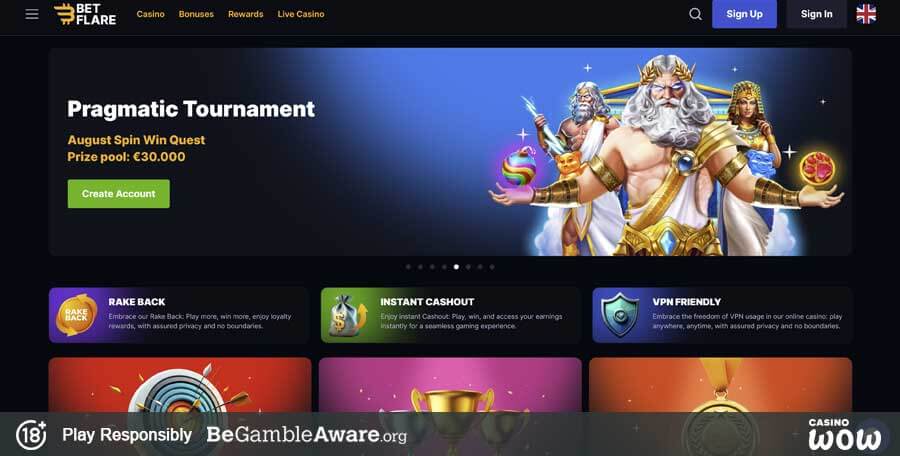 BET
FLARE
Casino
Bonuses
Rewards
Live Casino
Sign Up
Sign In
Pragmatic Tournament
August Spin Win Quest
Prize pool: €30.000
Create Account
RAKE
BACK
RAKE BACK
Embrace our Rake Back: Play more, win more, enjoy loyalty
rewards, with assured privacy and no boundaries.
$
INSTANT CASHOUT
Enjoy instant Cashout: Play, win, and access your earnings
instantly for a seamless gaming experience.
VPN FRIENDLY
Embrace the freedom of VPN usage in our online casino: play
anywhere, anytime, with assured privacy and no boundaries.
18+
Play Responsibly
BeGambleAware.org
CASINO
WOW